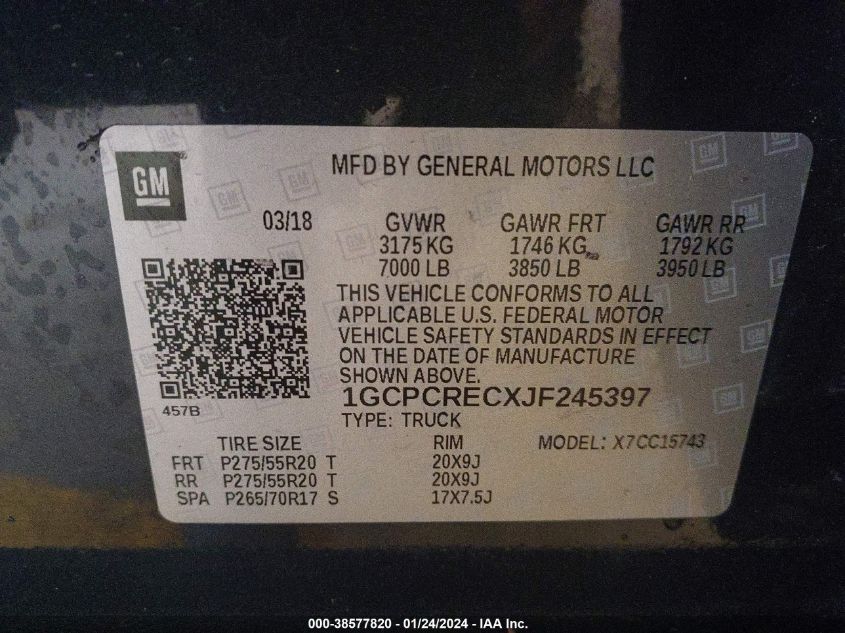 GM
MFD BY GENERAL MOTORS LLC
03/18 GVWR GAWR FRT GAWR RR
3175 KG 1746 KG 1792 KG
7000 LB 3850 LB 3950 LB
THIS VEHICLE CONFORMS TO ALL
APPLICABLE U.S. FEDERAL MOTOR
VEHICLE SAFETY STANDARDS IN EFFECT
ON THE DATE OF MANUFACTURE
SHOWN ABOVE.
1GCPCRECXJF245397
457B
TYPE: TRUCK
TIRE SIZE RIM MODEL: X7CC15743
FRT P275/55R20 T 20X9J
RR P275/55R20 T 20X9J
SPA P265/70R17 S 17X7.5J
000-38577820 - 01/24/2024 - IAA Inc.